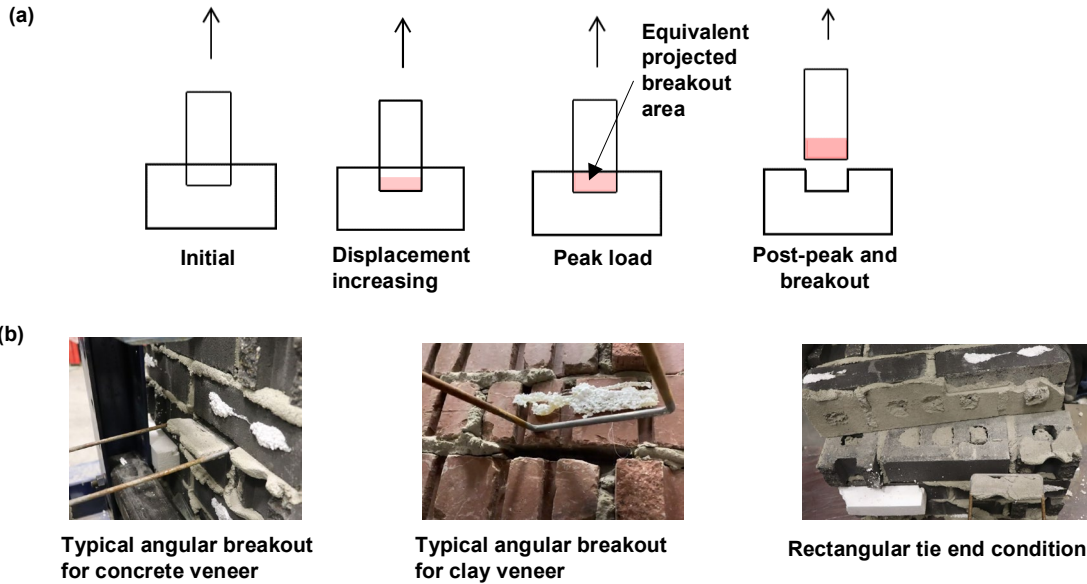 (a)
Equivalent
projected
breakout
area
Initial
Displacement
increasing
Peak load
Post-peak and
breakout
(b)
Typical angular breakout
for concrete veneer
Typical angular breakout
for clay veneer
Rectangular tie end condition